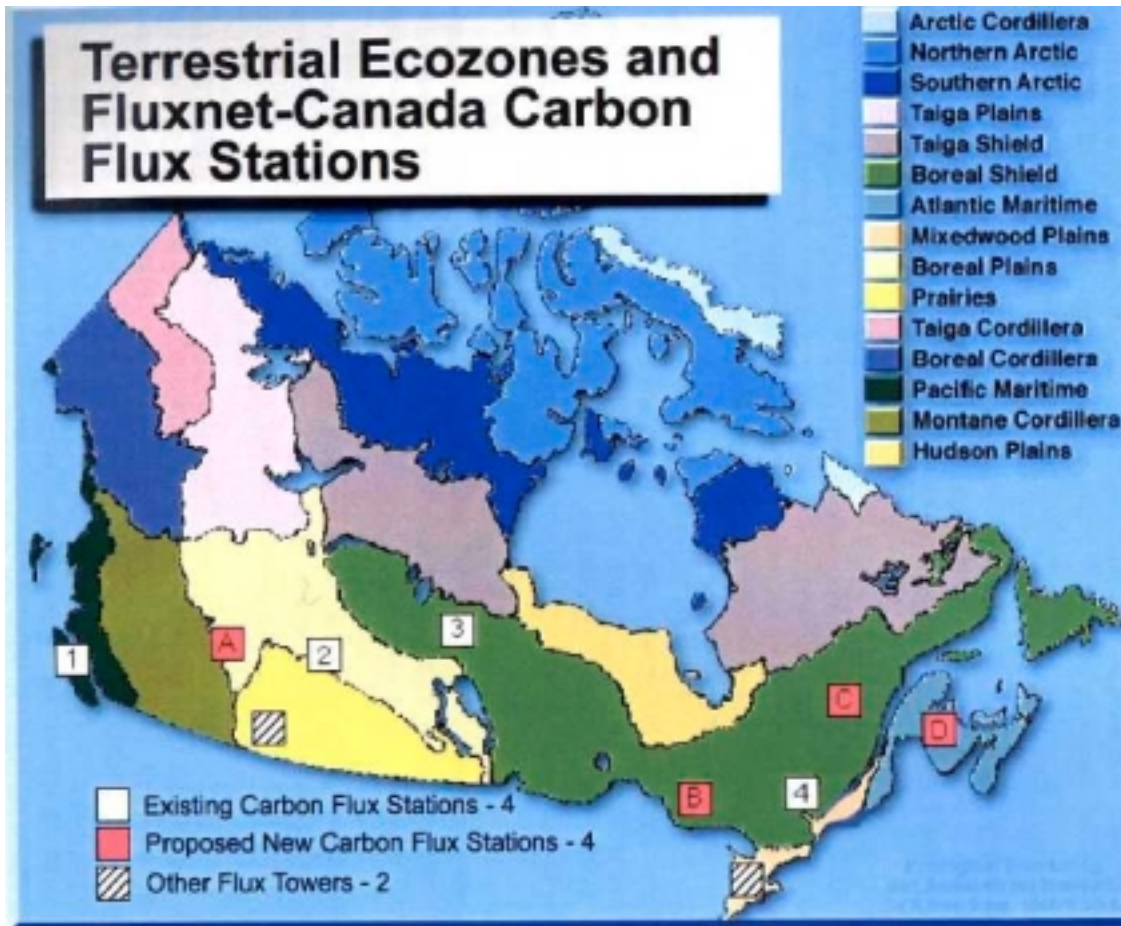 Terrestrial Ecozones and
Fluxnet-Canada Carbon
Flux Stations
Arctic Cordillera
Northern Arctic
Southern Arctic
Taiga Plains
Taiga Shield
Boreal Shield
Atlantic Maritime
Mixedwood Plains
Boreal Plains
Prairies
Taiga Cordillera
Boreal Cordillera
Pacific Maritime
Montane Cordillera
Hudson Plains
3
A
2
1
C
D
B
4
Existing Carbon Flux Stations - 4
Proposed New Carbon Flux Stations - 4
Other Flux Towers - 2